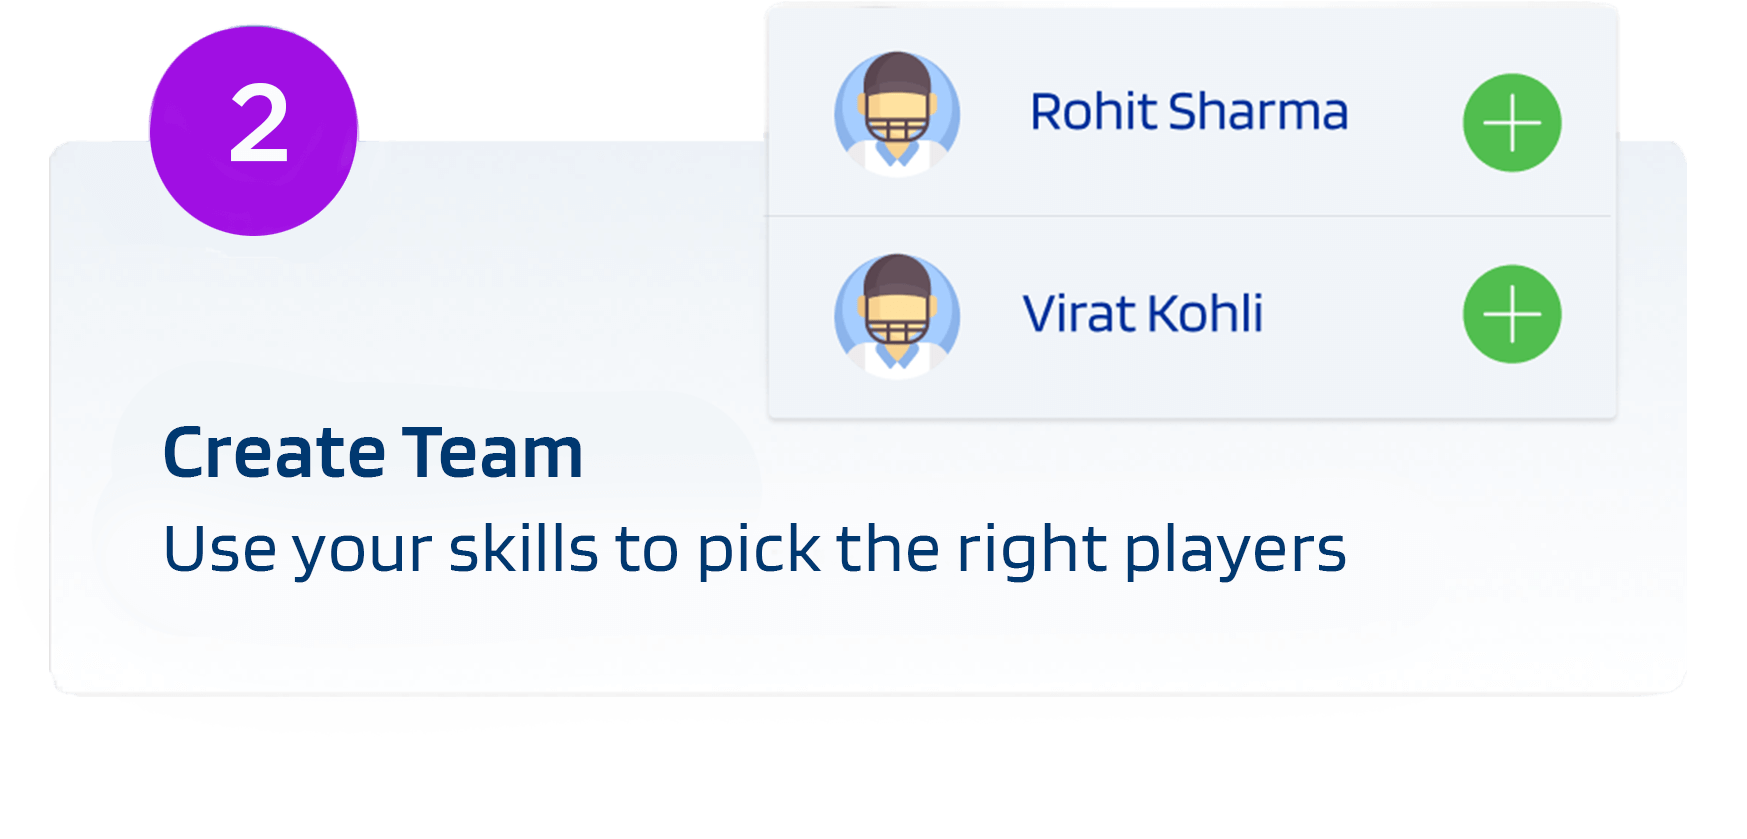 2
Rohit Sharma
Virat Kohli
Create Team
Use your skills to pick the right players